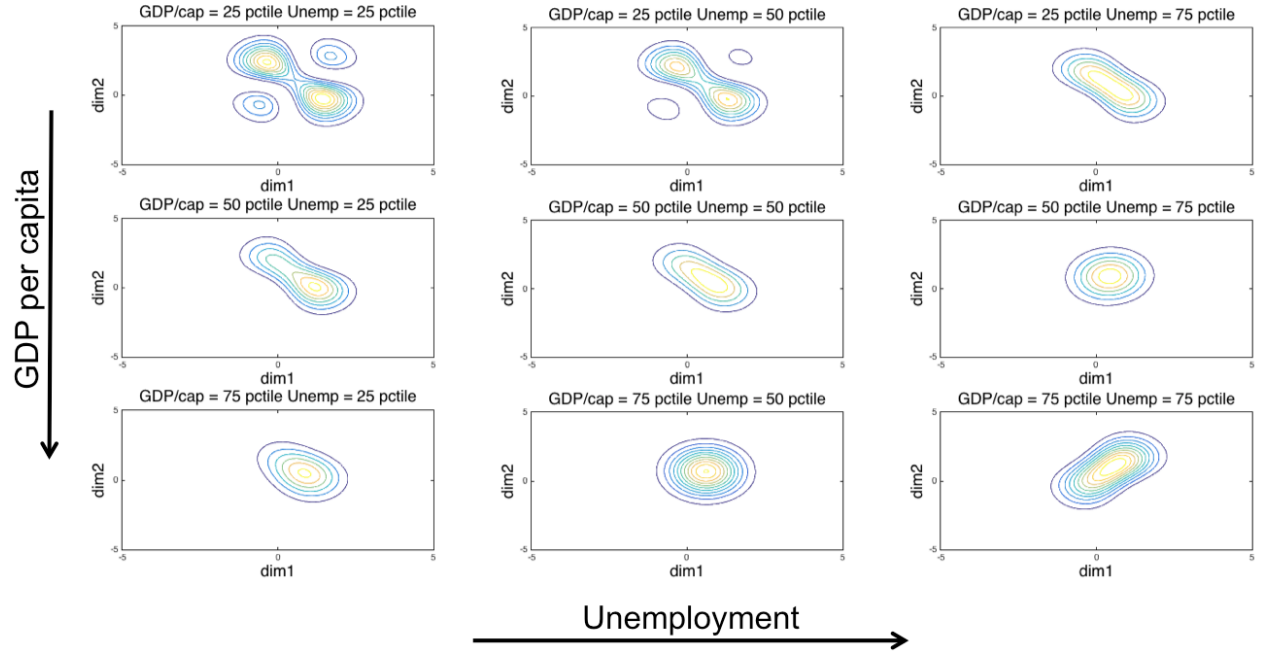 GDP/cap = 25 pctile Unemp = 25 pctile
GDP/cap = 25 pctile Unemp = 50 pctile
GDP/cap = 25 pctile Unemp = 75 pctile
5
0
-5
dim2
-5
0
5
dim1
5
0
-5
dim2
-5
0
5
dim1
5
0
-5
dim2
-5
0
5
dim1
GDP per capita
GDP/cap = 50 pctile Unemp = 25 pctile
GDP/cap = 50 pctile Unemp = 50 pctile
GDP/cap = 50 pctile Unemp = 75 pctile
5
0
-5
dim2
-5
0
5
dim1
5
0
-5
dim2
-5
0
5
dim1
5
0
-5
dim2
-5
0
5
dim1
GDP/cap = 75 pctile Unemp = 25 pctile
GDP/cap = 75 pctile Unemp = 50 pctile
GDP/cap = 75 pctile Unemp = 75 pctile
5
0
-5
dim2
-5
0
5
dim1
5
0
-5
dim2
-5
0
5
dim1
5
0
-5
dim2
-5
0
5
dim1
Unemployment